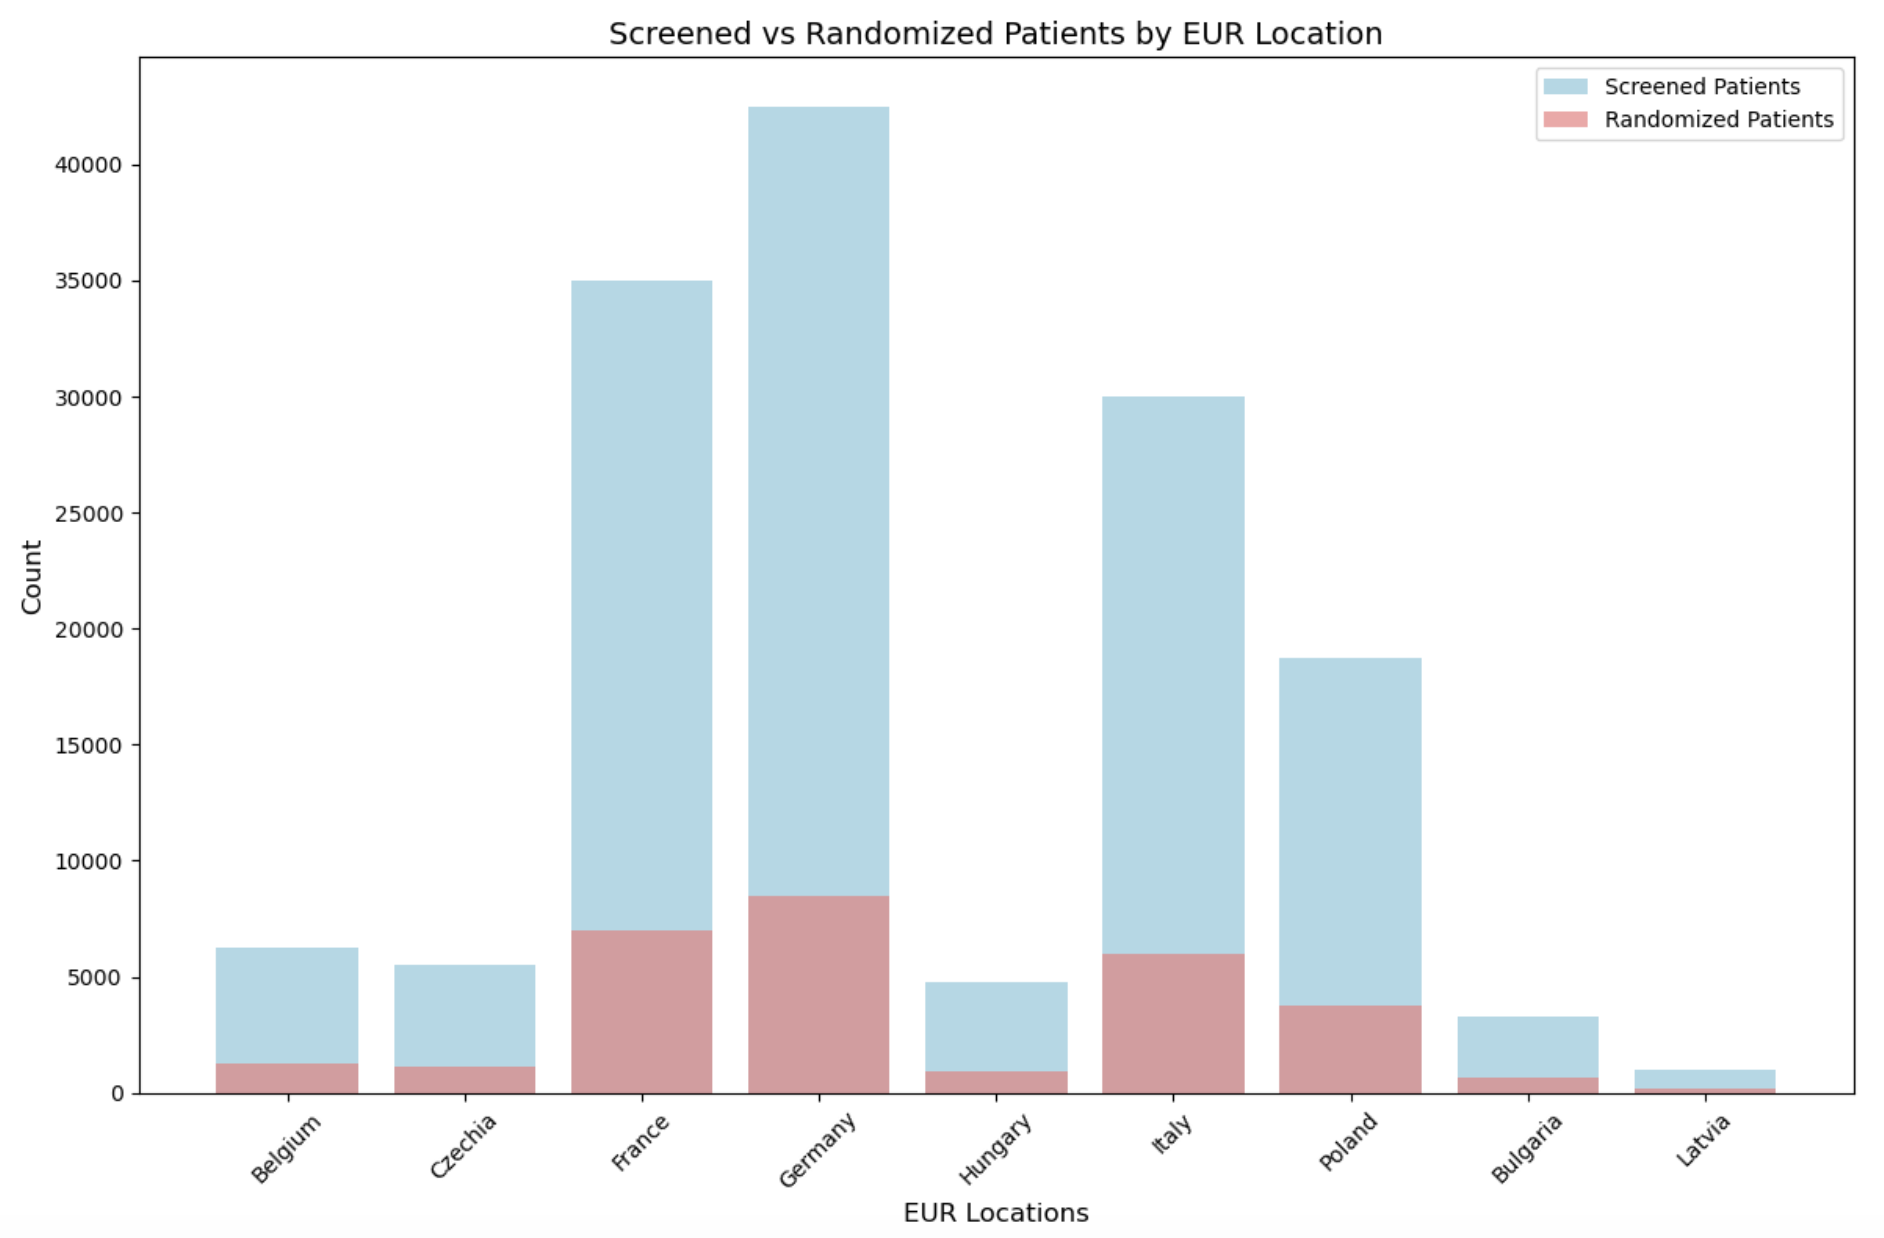 Screened vs Randomized Patients by EUR Location
Screened Patients
Randomized Patients
Count
40000
35000
30000
25000
20000
15000
10000
5000
0
Belgium
Czechia
France
Germany
Hungary
Italy
Poland
Bulgaria
Latvia
EUR Locations